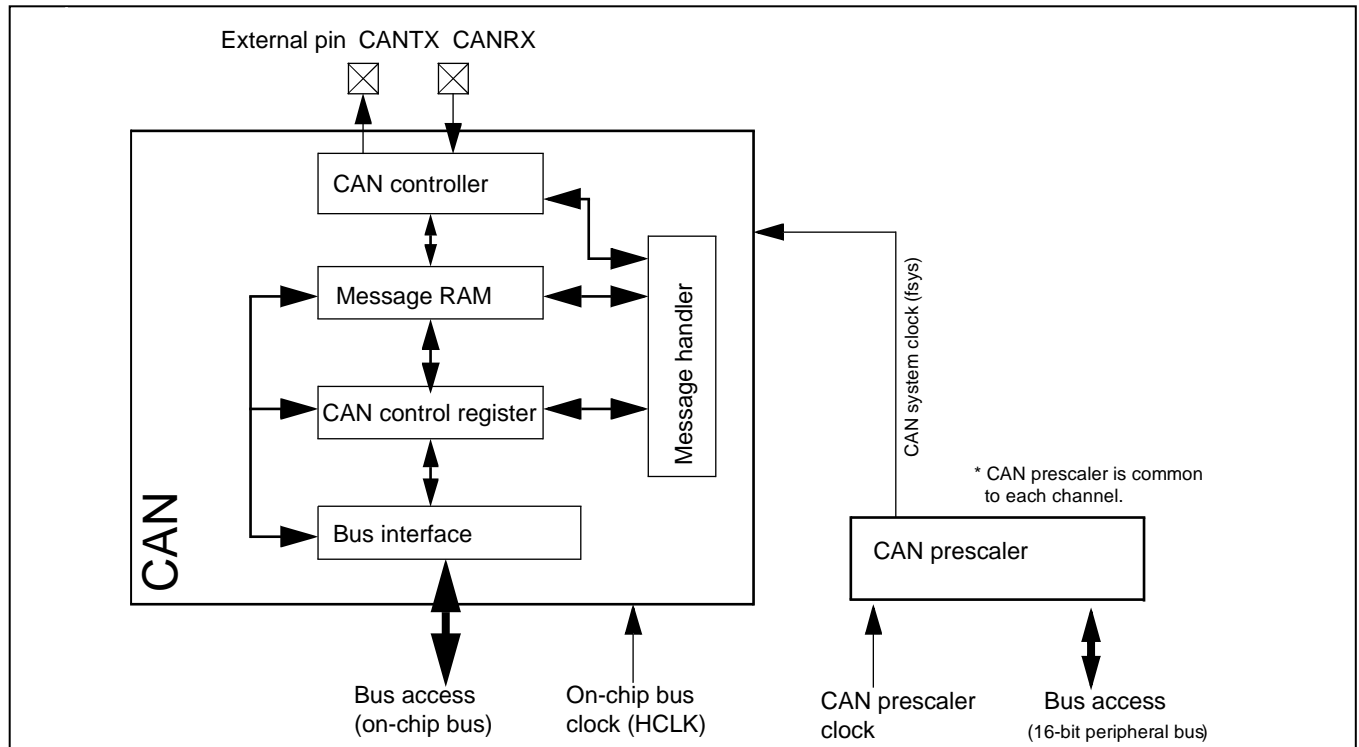 External pin CANTX CANRX
CAN controller
Message RAM
Message handler
CAN control register
Bus interface
CAN
CAN system clock (fsys)
* CAN prescaler is common
to each channel.
CAN prescaler
Bus access
(on-chip bus)
On-chip bus
clock (HCLK)
CAN prescaler
clock
Bus access
(16-bit peripheral bus)